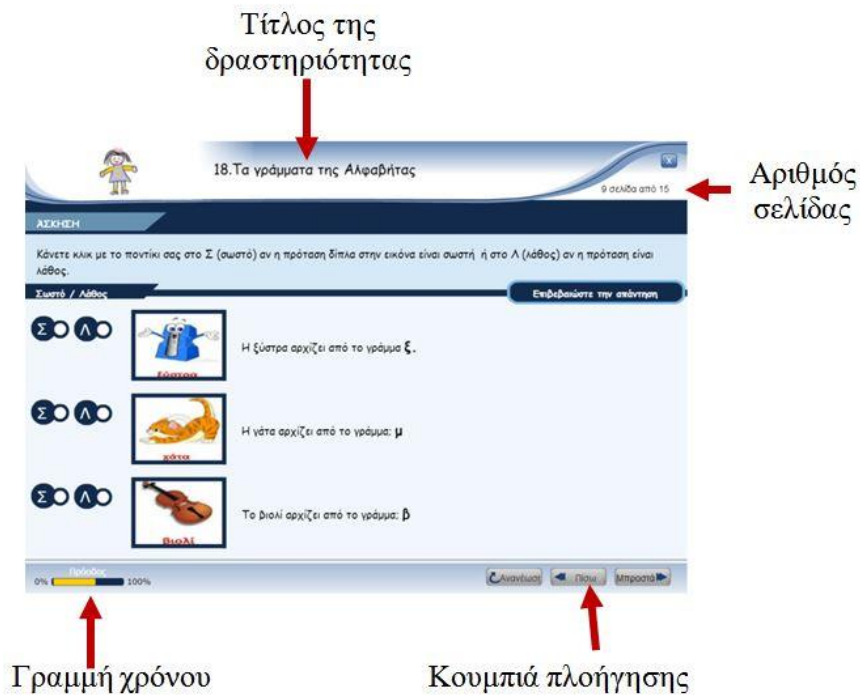 Τίτλος της
δραστηριότητας
18.Τα γράμματα της Αλφαβήτας
X
9 σελίδα από 15
Αριθμός
σελίδας
ΑΣΚΗΣΗ
Κάνετε κλικ με το ποντίκι σας στο Σ (σωστό) αν η πρόταση δίπλα στην εικόνα είναι σωστή ή στο Λ (λάθος) αν η πρόταση είναι
λάθος.
Σωστό / Λάθος
Επιβεβαιώστε την απάντηση
Σ Λ
Η ξύστρα αρχίζει από το γράμμα ξ.
ξύστρα
Σ Λ
Η γάτα αρχίζει από το γράμμα: μ
Σ Λ
Το βιολί αρχίζει από το γράμμα: β
βιολί
Πρόοδος
0% 100%
Ανανέωση Πίσω Μπροστά
Γραμμή χρόνου
Κουμπιά πλοήγησης